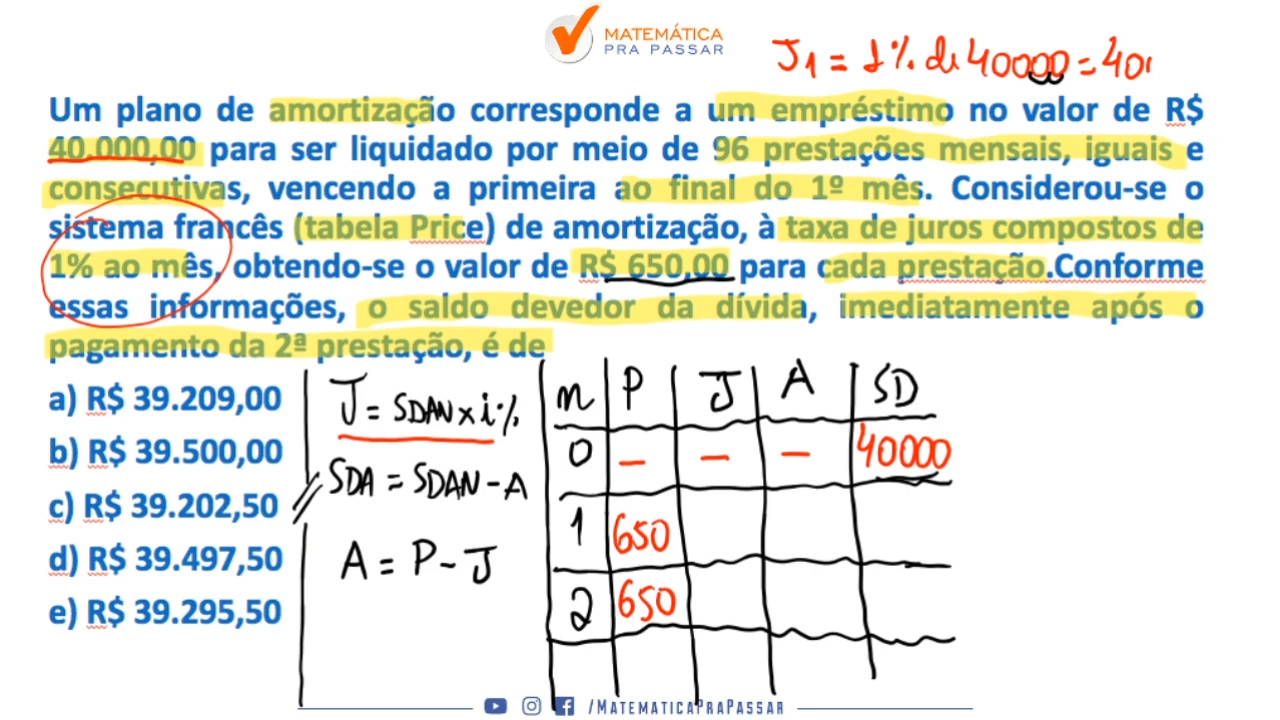 MATEMÁTICA
PRA PASSAR
J1 = 1% de 40000 = 40
Um plano de amortização corresponde a um empréstimo no valor de R$
40.000,00 para ser liquidado por meio de 96 prestações mensais, iguais e
consecutivas, vencendo a primeira ao final do 1º mês. Considerou-se o
sistema francês (tabela Price) de amortização, à taxa de juros compostos de
1% ao mês, obtendo-se o valor de R$ 650,00 para cada prestação.Conforme
essas informações, o saldo devedor da dívida, imediatamente após o
pagamento da 2ª prestação, é de
a) R$ 39.209,00
b) R$ 39.500,00
c) R$ 39.202,50
d) R$ 39.497,50
e) R$ 39.295,50
J = SDAN x i%
SDA = SDAN - A
A = P - J
n P J A SD
0 - - - 40000
1 650
2 650
/MATEMATICAPRAPASSAR